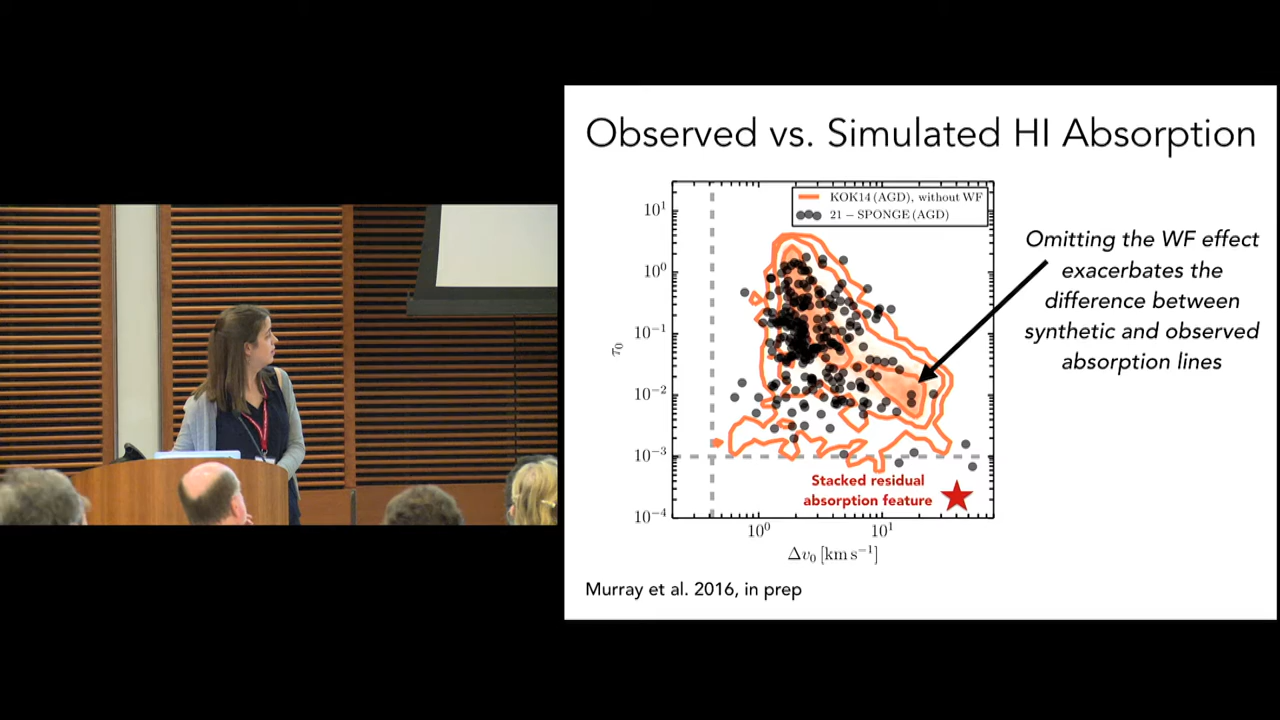 Observed vs. Simulated HI Absorption
KOK14 (AGD), without WF
21 − SPONGE (AGD)
10¹
10⁰
10⁻¹
10⁻²
10⁻³
10⁻⁴
τ₀
10⁰
10¹
Δv₀ [km s⁻¹]
Stacked residual
absorption feature
Omitting the WF effect
exacerbates the
difference between
synthetic and observed
absorption lines
Murray et al. 2016, in prep